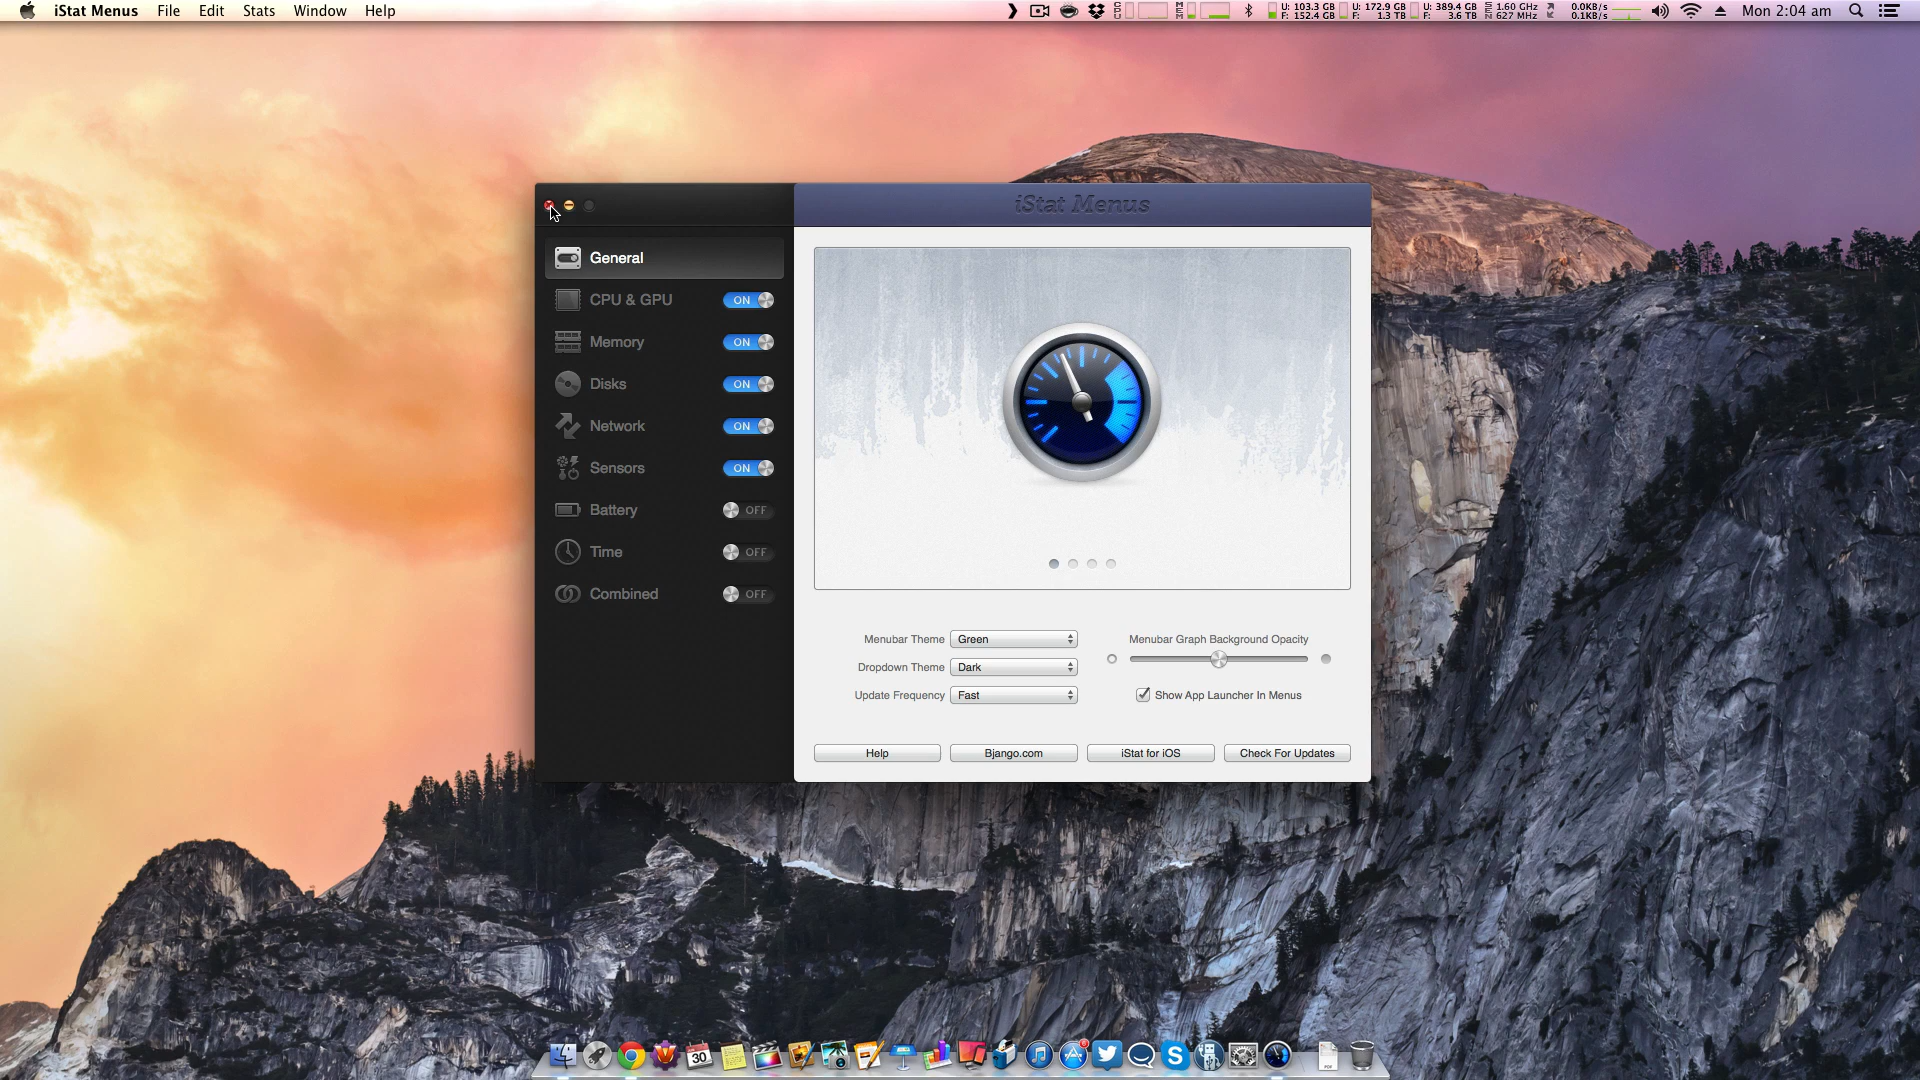 iStat Menus File Edit Stats Window Help
CPU MEM U: 103.3 GB U: 172.9 GB U: 389.4 GB SEN 1.60 GHz 0.0KB/s Mon 2:04 am
F: 152.4 GB F: 1.3 TB F: 3.6 TB 627 MHz 0.1KB/s
iStat Menus
General
CPU & GPU ON
Memory ON
Disks ON
Network ON
Sensors ON
Battery OFF
Time OFF
Combined OFF
Menubar Theme Green
Dropdown Theme Dark
Update Frequency Fast
Menubar Graph Background Opacity
Show App Launcher In Menus
Help Bjango.com iStat for iOS Check For Updates
30
PDF